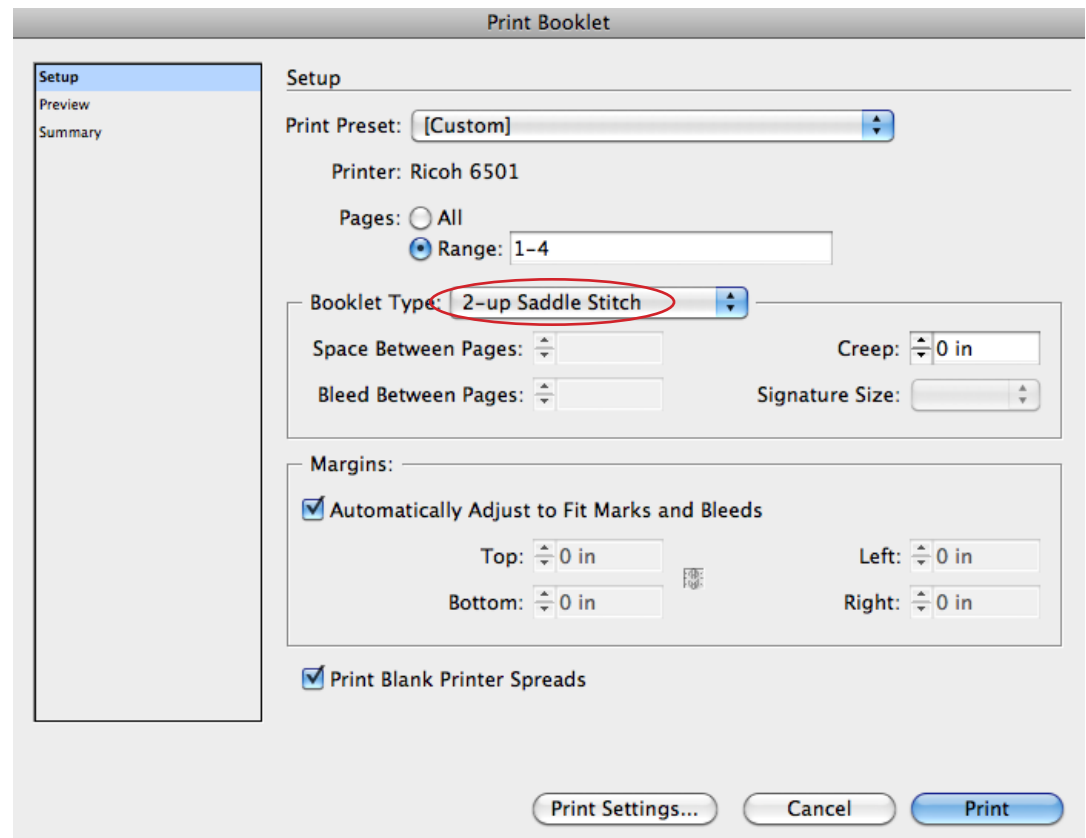 Print Booklet
Setup
Preview
Summary
Setup
Print Preset: [Custom]
Printer: Ricoh 6501
Pages: All
Range: 1-4
Booklet Type: 2-up Saddle Stitch
Space Between Pages: Creep: 0 in
Bleed Between Pages: Signature Size:
Margins:
Automatically Adjust to Fit Marks and Bleeds
Top: 0 in Left: 0 in
Bottom: 0 in Right: 0 in
Print Blank Printer Spreads
Print Settings... Cancel Print